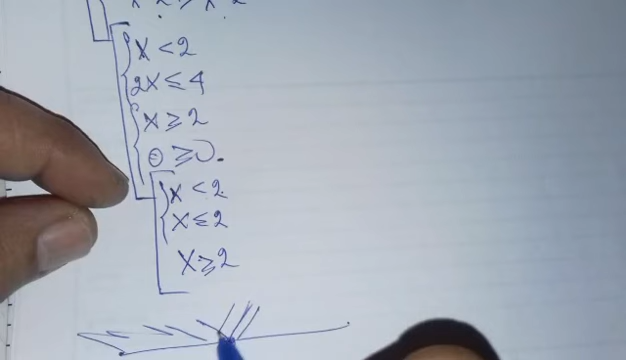 x < 2
2x ≤ 4
x ≥ 2
0 ≥ 0.
x < 2
x ≤ 2
x ≥ 2